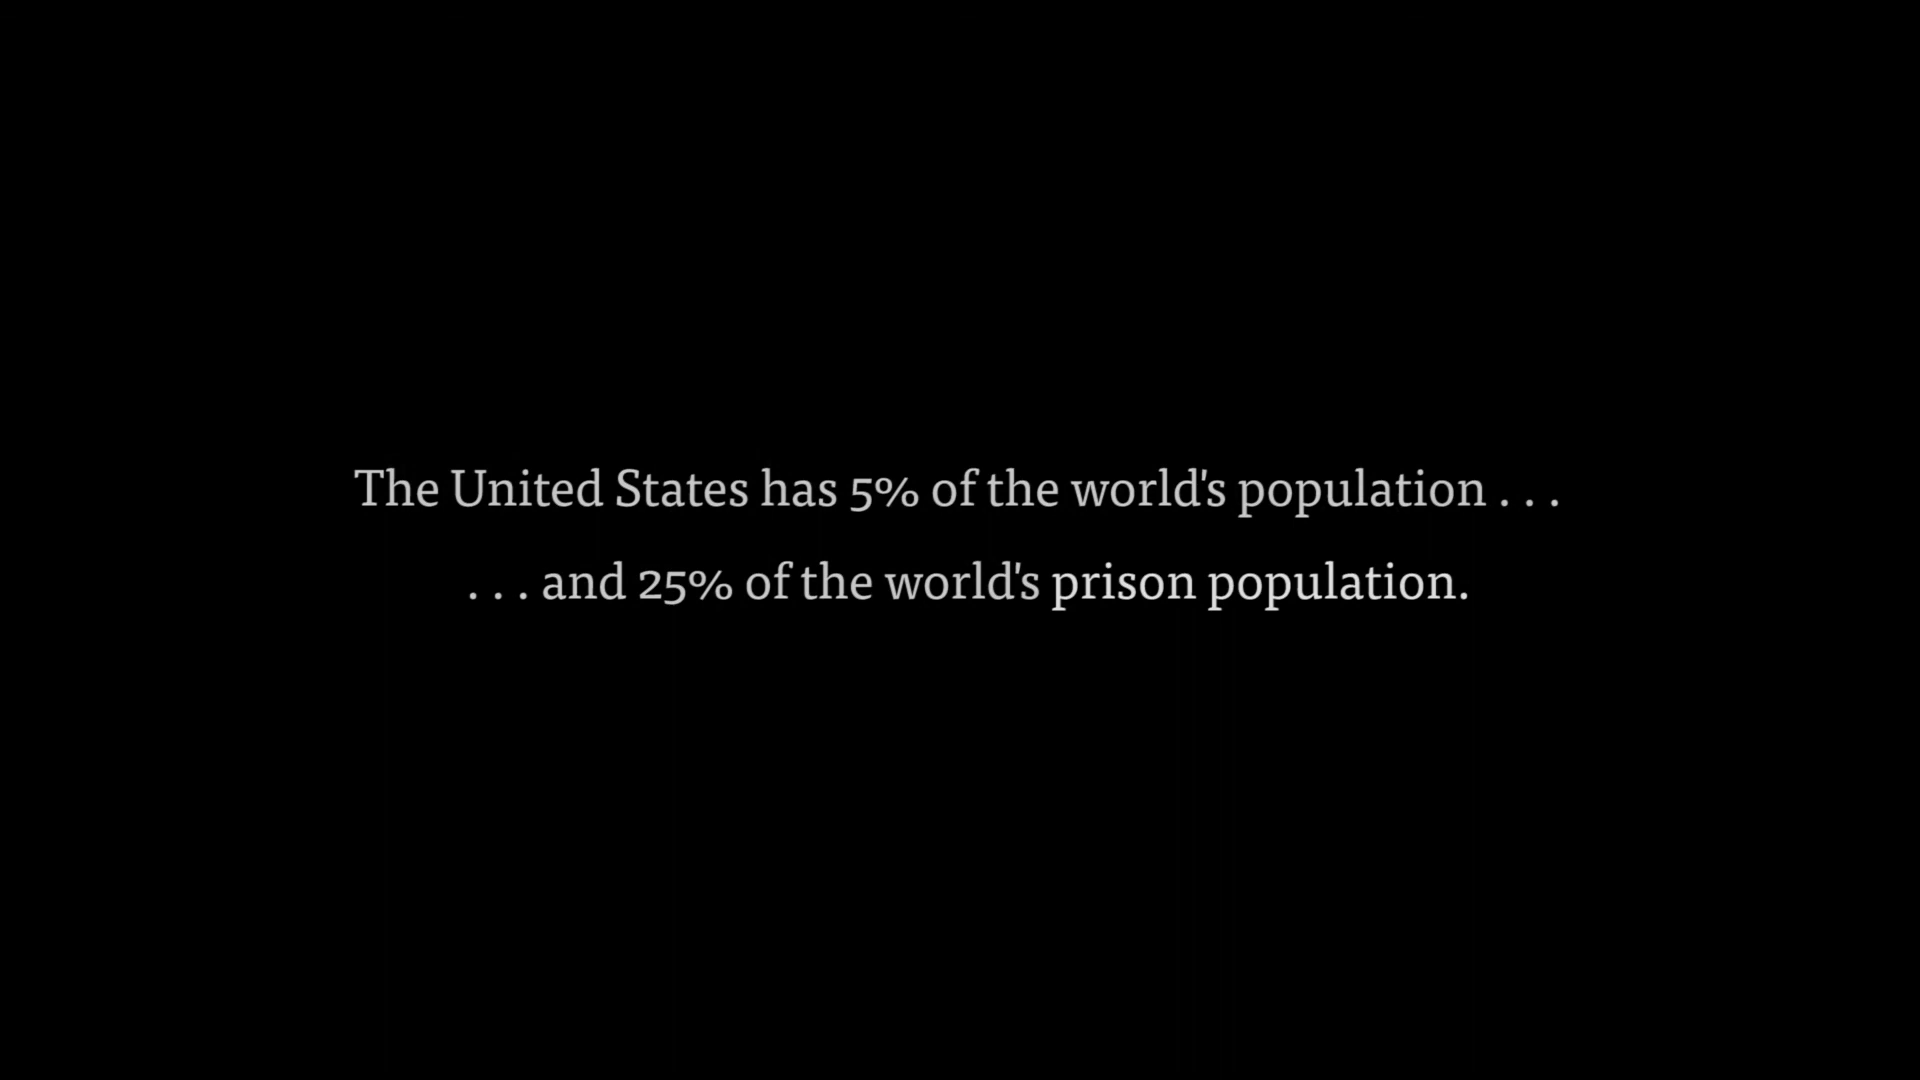 The United States has 5% of the world's population . . .
. . . and 25% of the world's prison population.